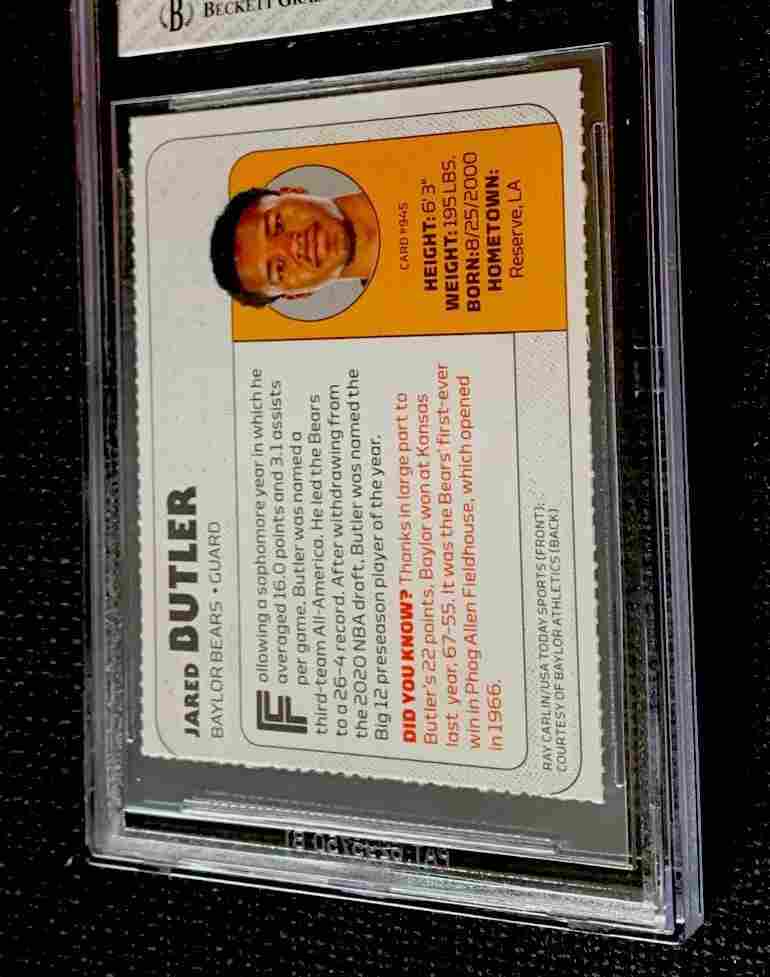 JARED BUTLER
BAYLOR BEARS • GUARD
Following a sophomore year in which he
averaged 16.0 points and 3.1 assists
per game, Butler was named a
third-team All-America. He led the Bears
to a 26–4 record. After withdrawing from
the 2020 NBA draft, Butler was named the
Big 12 preseason player of the year.
DID YOU KNOW? Thanks in large part to
Butler's 22 points, Baylor won at Kansas
last year, 67–55. It was the Bears' first-ever
win in Phog Allen Fieldhouse, which opened
in 1966.
CARD #945
HEIGHT: 6'3"
WEIGHT: 195 LBS.
BORN: 8/25/2000
HOMETOWN:
Reserve, LA
RAY CARLIN/USA TODAY SPORTS (FRONT);
COURTESY OF BAYLOR ATHLETICS (BACK)
B
BECKETT